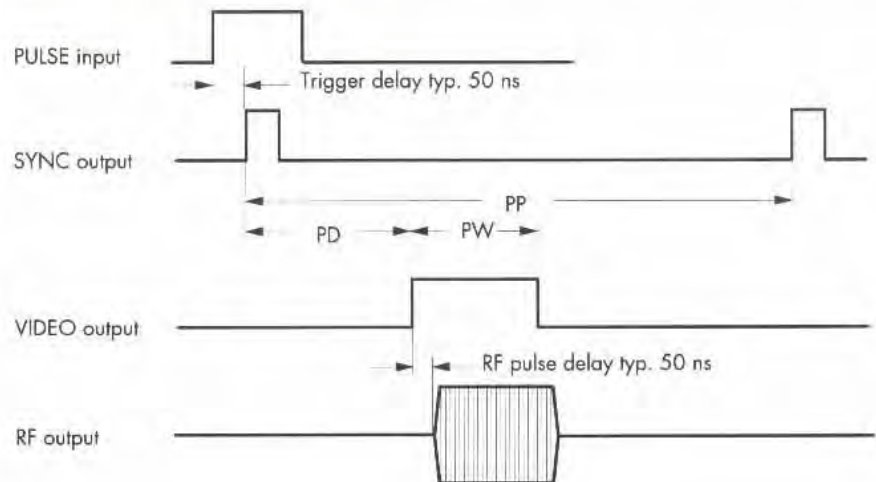 PULSE input
Trigger delay typ. 50 ns
SYNC output
PP
PD
PW
VIDEO output
RF pulse delay typ. 50 ns
RF output